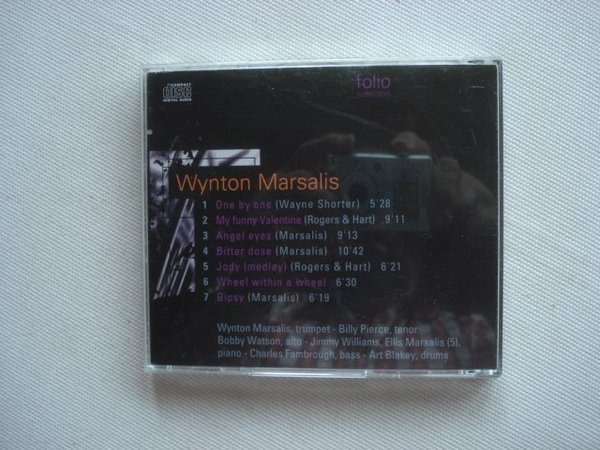 COMPACT
disc
DIGITAL AUDIO
folio
collection
Wynton Marsalis
1 One by one (Wayne Shorter) 5'28
2 My funny Valentine (Rogers & Hart) 9'11
3 Angel eyes (Marsalis) 9'13
4 Bitter dose (Marsalis) 10'42
5 Jody (medley) (Rogers & Hart) 6'21
6 Wheel within a wheel 6'30
7 Gipsy (Marsalis) 6'19
Wynton Marsalis, trumpet - Billy Pierce, tenor
Bobby Watson, alto - Jimmy Williams, Ellis Marsalis (5),
piano - Charles Fambrough, bass - Art Blakey, drums